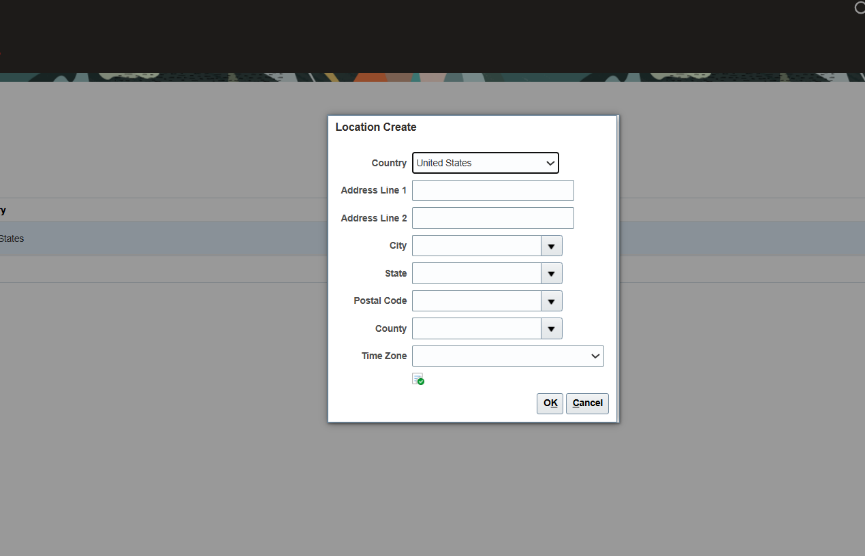 Location Create
Country United States
Address Line 1
Address Line 2
ry
City
States
State
Postal Code
County
Time Zone
OK Cancel